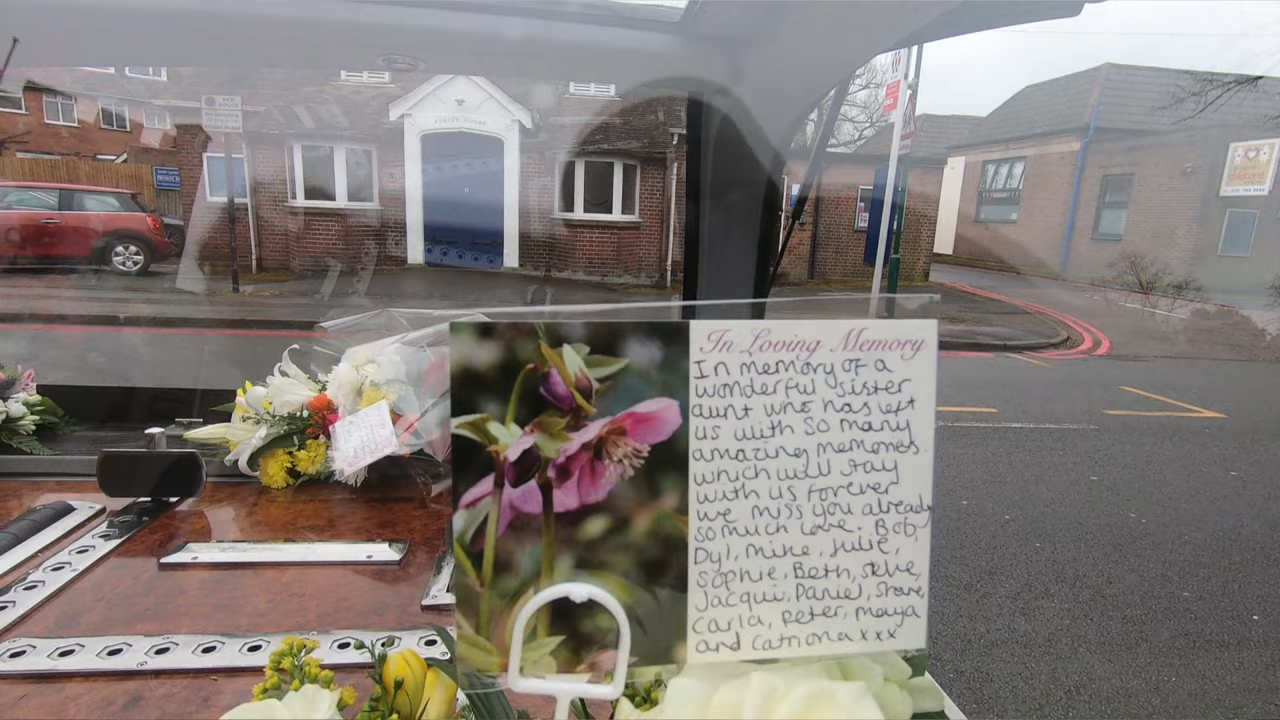 In Loving Memory
In memory of a
wonderful sister
aunt who has left
us with so many
amazing memories.
which will stay
with us forever
we miss you already
so much love. Bob,
Dyl, Mike, Julie,
Sophie, Beth, Steve,
Jacqui, Daniel, Shane,
Carla, Peter, Maya
and Catriona xxx